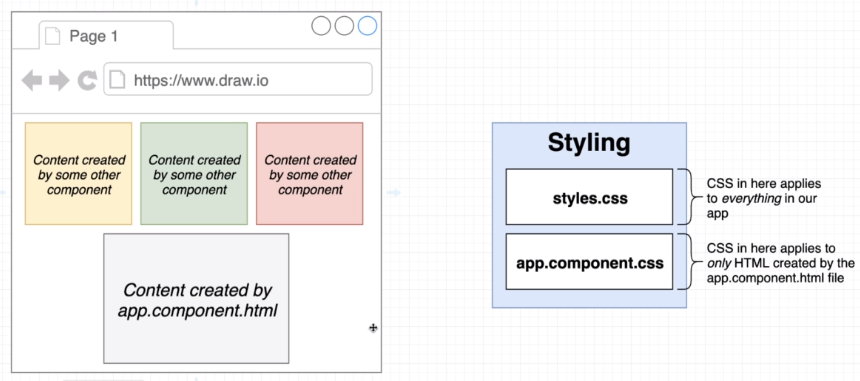 Page 1
https://www.draw.io
Content created
by some other
component
Content created
by some other
component
Content created
by some other
component
Content created by
app.component.html
Styling
styles.css
CSS in here applies
to everything in our
app
app.component.css
CSS in here applies to
only HTML created by the
app.component.html file